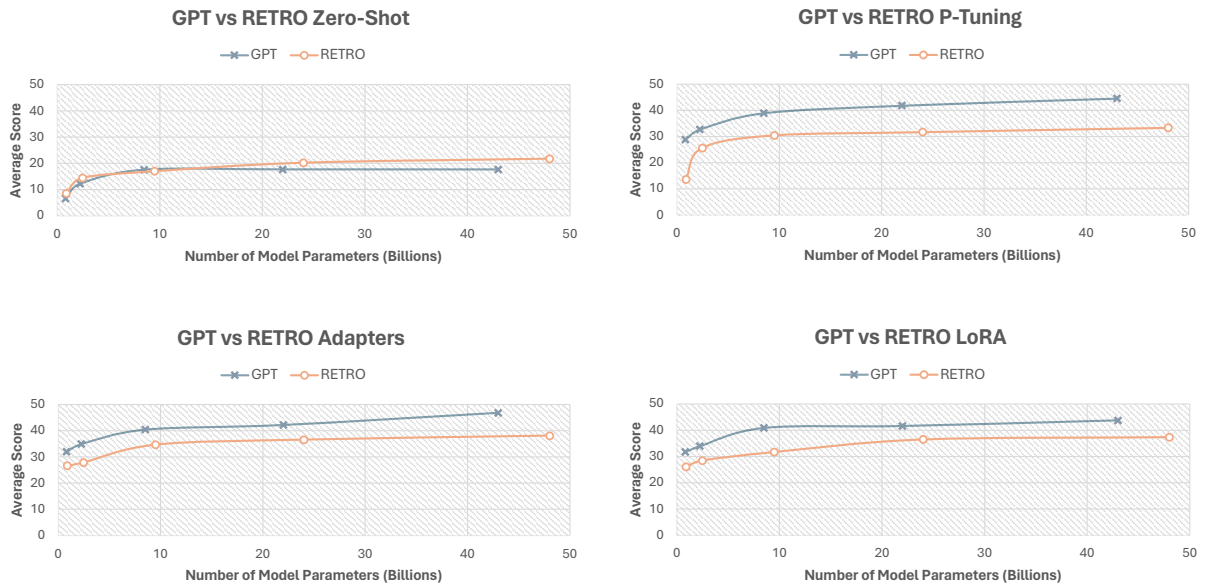 GPT vs RETRO Zero-Shot
GPT RETRO
Average Score
50
40
30
20
10
0
0 10 20 30 40 50
Number of Model Parameters (Billions)
GPT vs RETRO P-Tuning
GPT RETRO
Average Score
50
40
30
20
10
0
0 10 20 30 40 50
Number of Model Parameters (Billions)
GPT vs RETRO Adapters
GPT RETRO
Average Score
50
40
30
20
10
0
0 10 20 30 40 50
Number of Model Parameters (Billions)
GPT vs RETRO LoRA
GPT RETRO
Average Score
50
40
30
20
10
0
0 10 20 30 40 50
Number of Model Parameters (Billions)